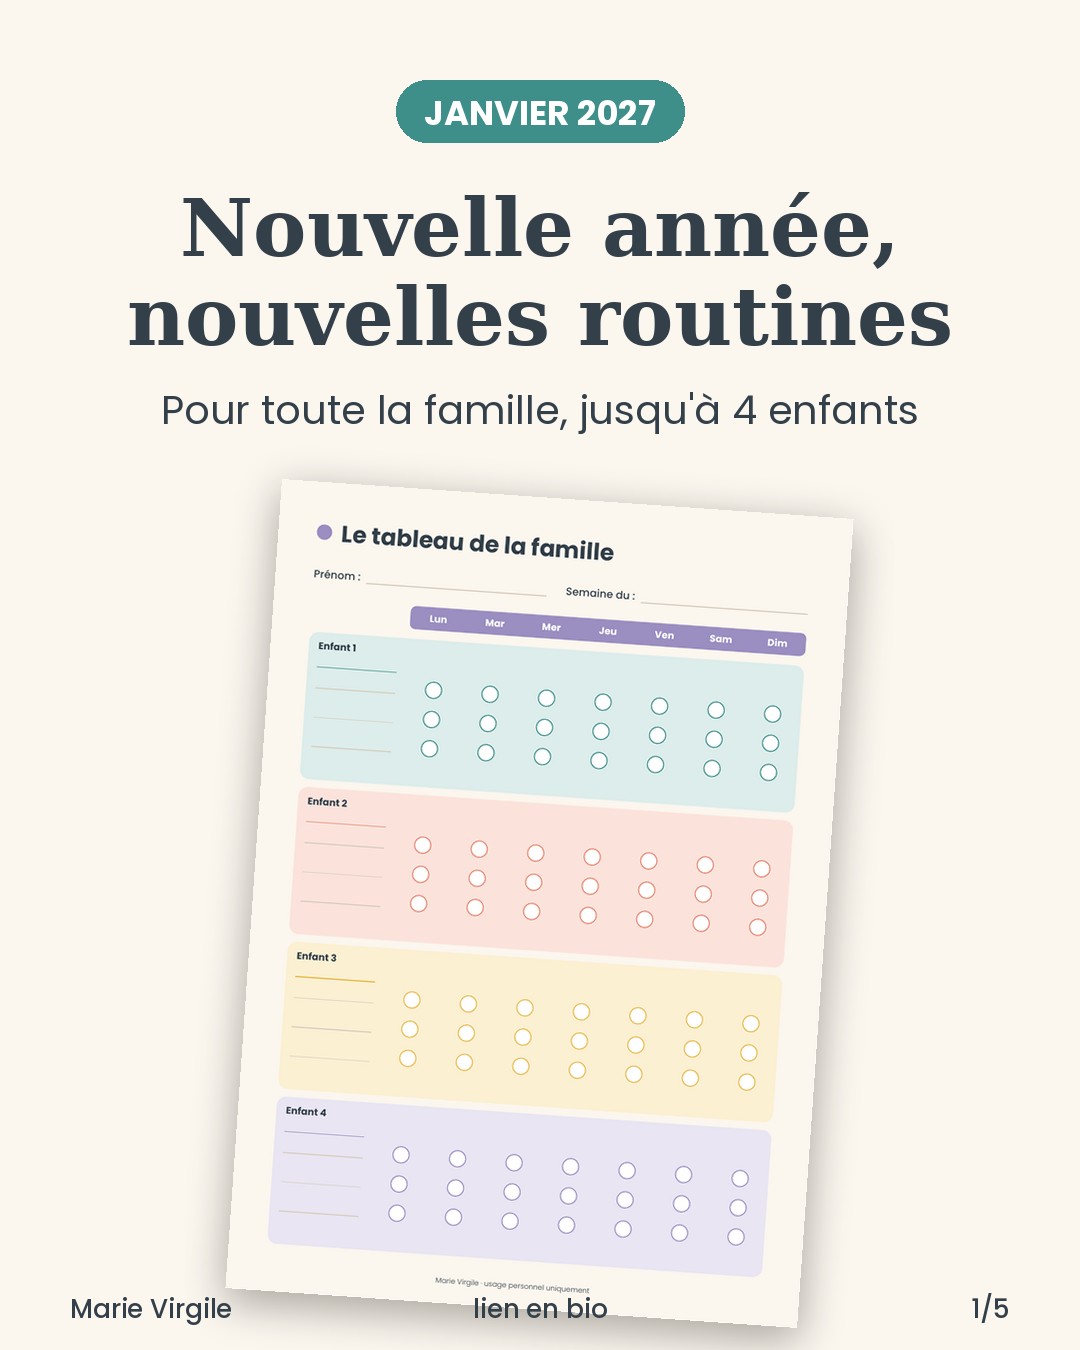 JANVIER 2027
Nouvelle année,
nouvelles routines
Pour toute la famille, jusqu'à 4 enfants
Le tableau de la famille
Prénom :
Semaine du :
Lun Mar Mer Jeu Ven Sam Dim
Enfant 1
Enfant 2
Enfant 3
Enfant 4
Marie Virgile · usage personnel uniquement
Marie Virgile
lien en bio
1/5